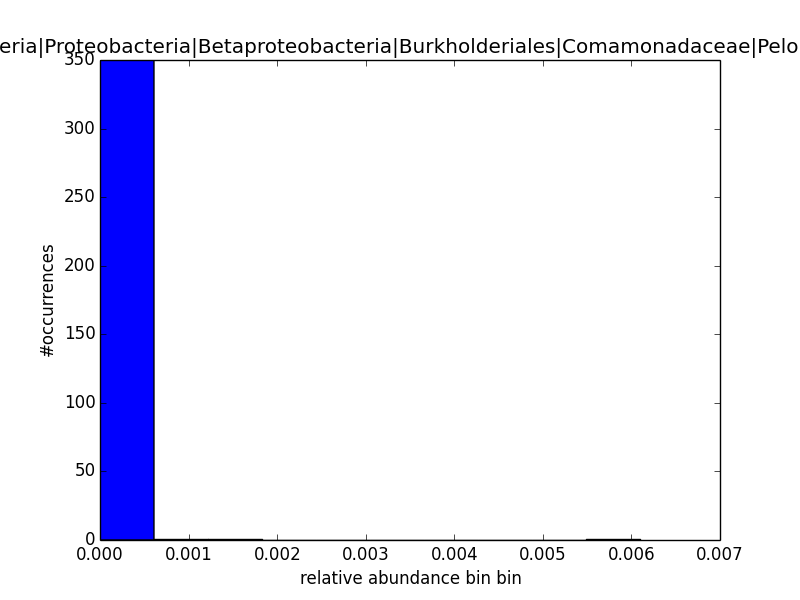 eria|Proteobacteria|Betaproteobacteria|Burkholderiales|Comamonadaceae|Pelo
350
300
250
200
150
100
50
0
#occurrences
0.000 0.001 0.002 0.003 0.004 0.005 0.006 0.007
relative abundance bin bin